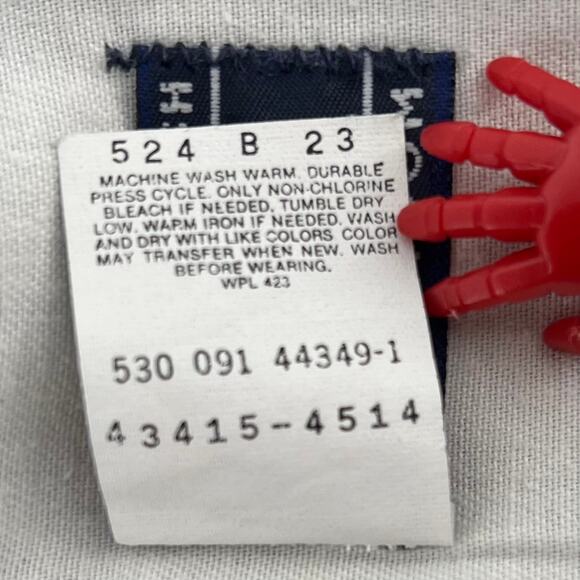 524 B 23
MACHINE WASH WARM. DURABLE
PRESS CYCLE. ONLY NON-CHLORINE
BLEACH IF NEEDED. TUMBLE DRY
LOW. WARM IRON IF NEEDED. WASH
AND DRY WITH LIKE COLORS. COLOR
MAY TRANSFER WHEN NEW. WASH
BEFORE WEARING.
WPL 423
530 091 44349-1
43415-4514